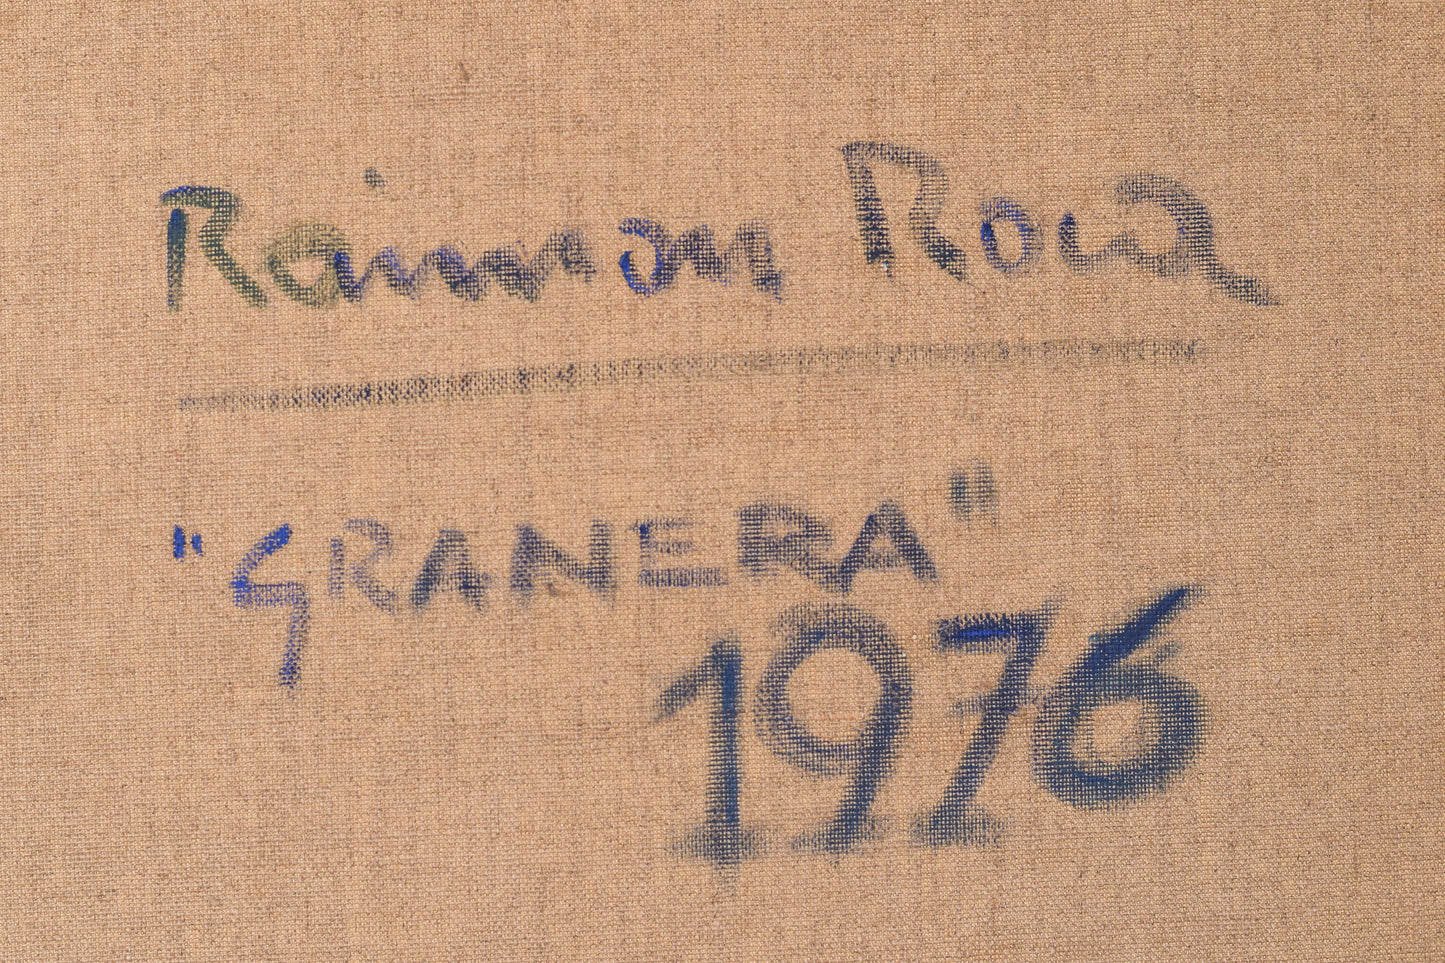 Raimon Roca
"GRANERA"
1976